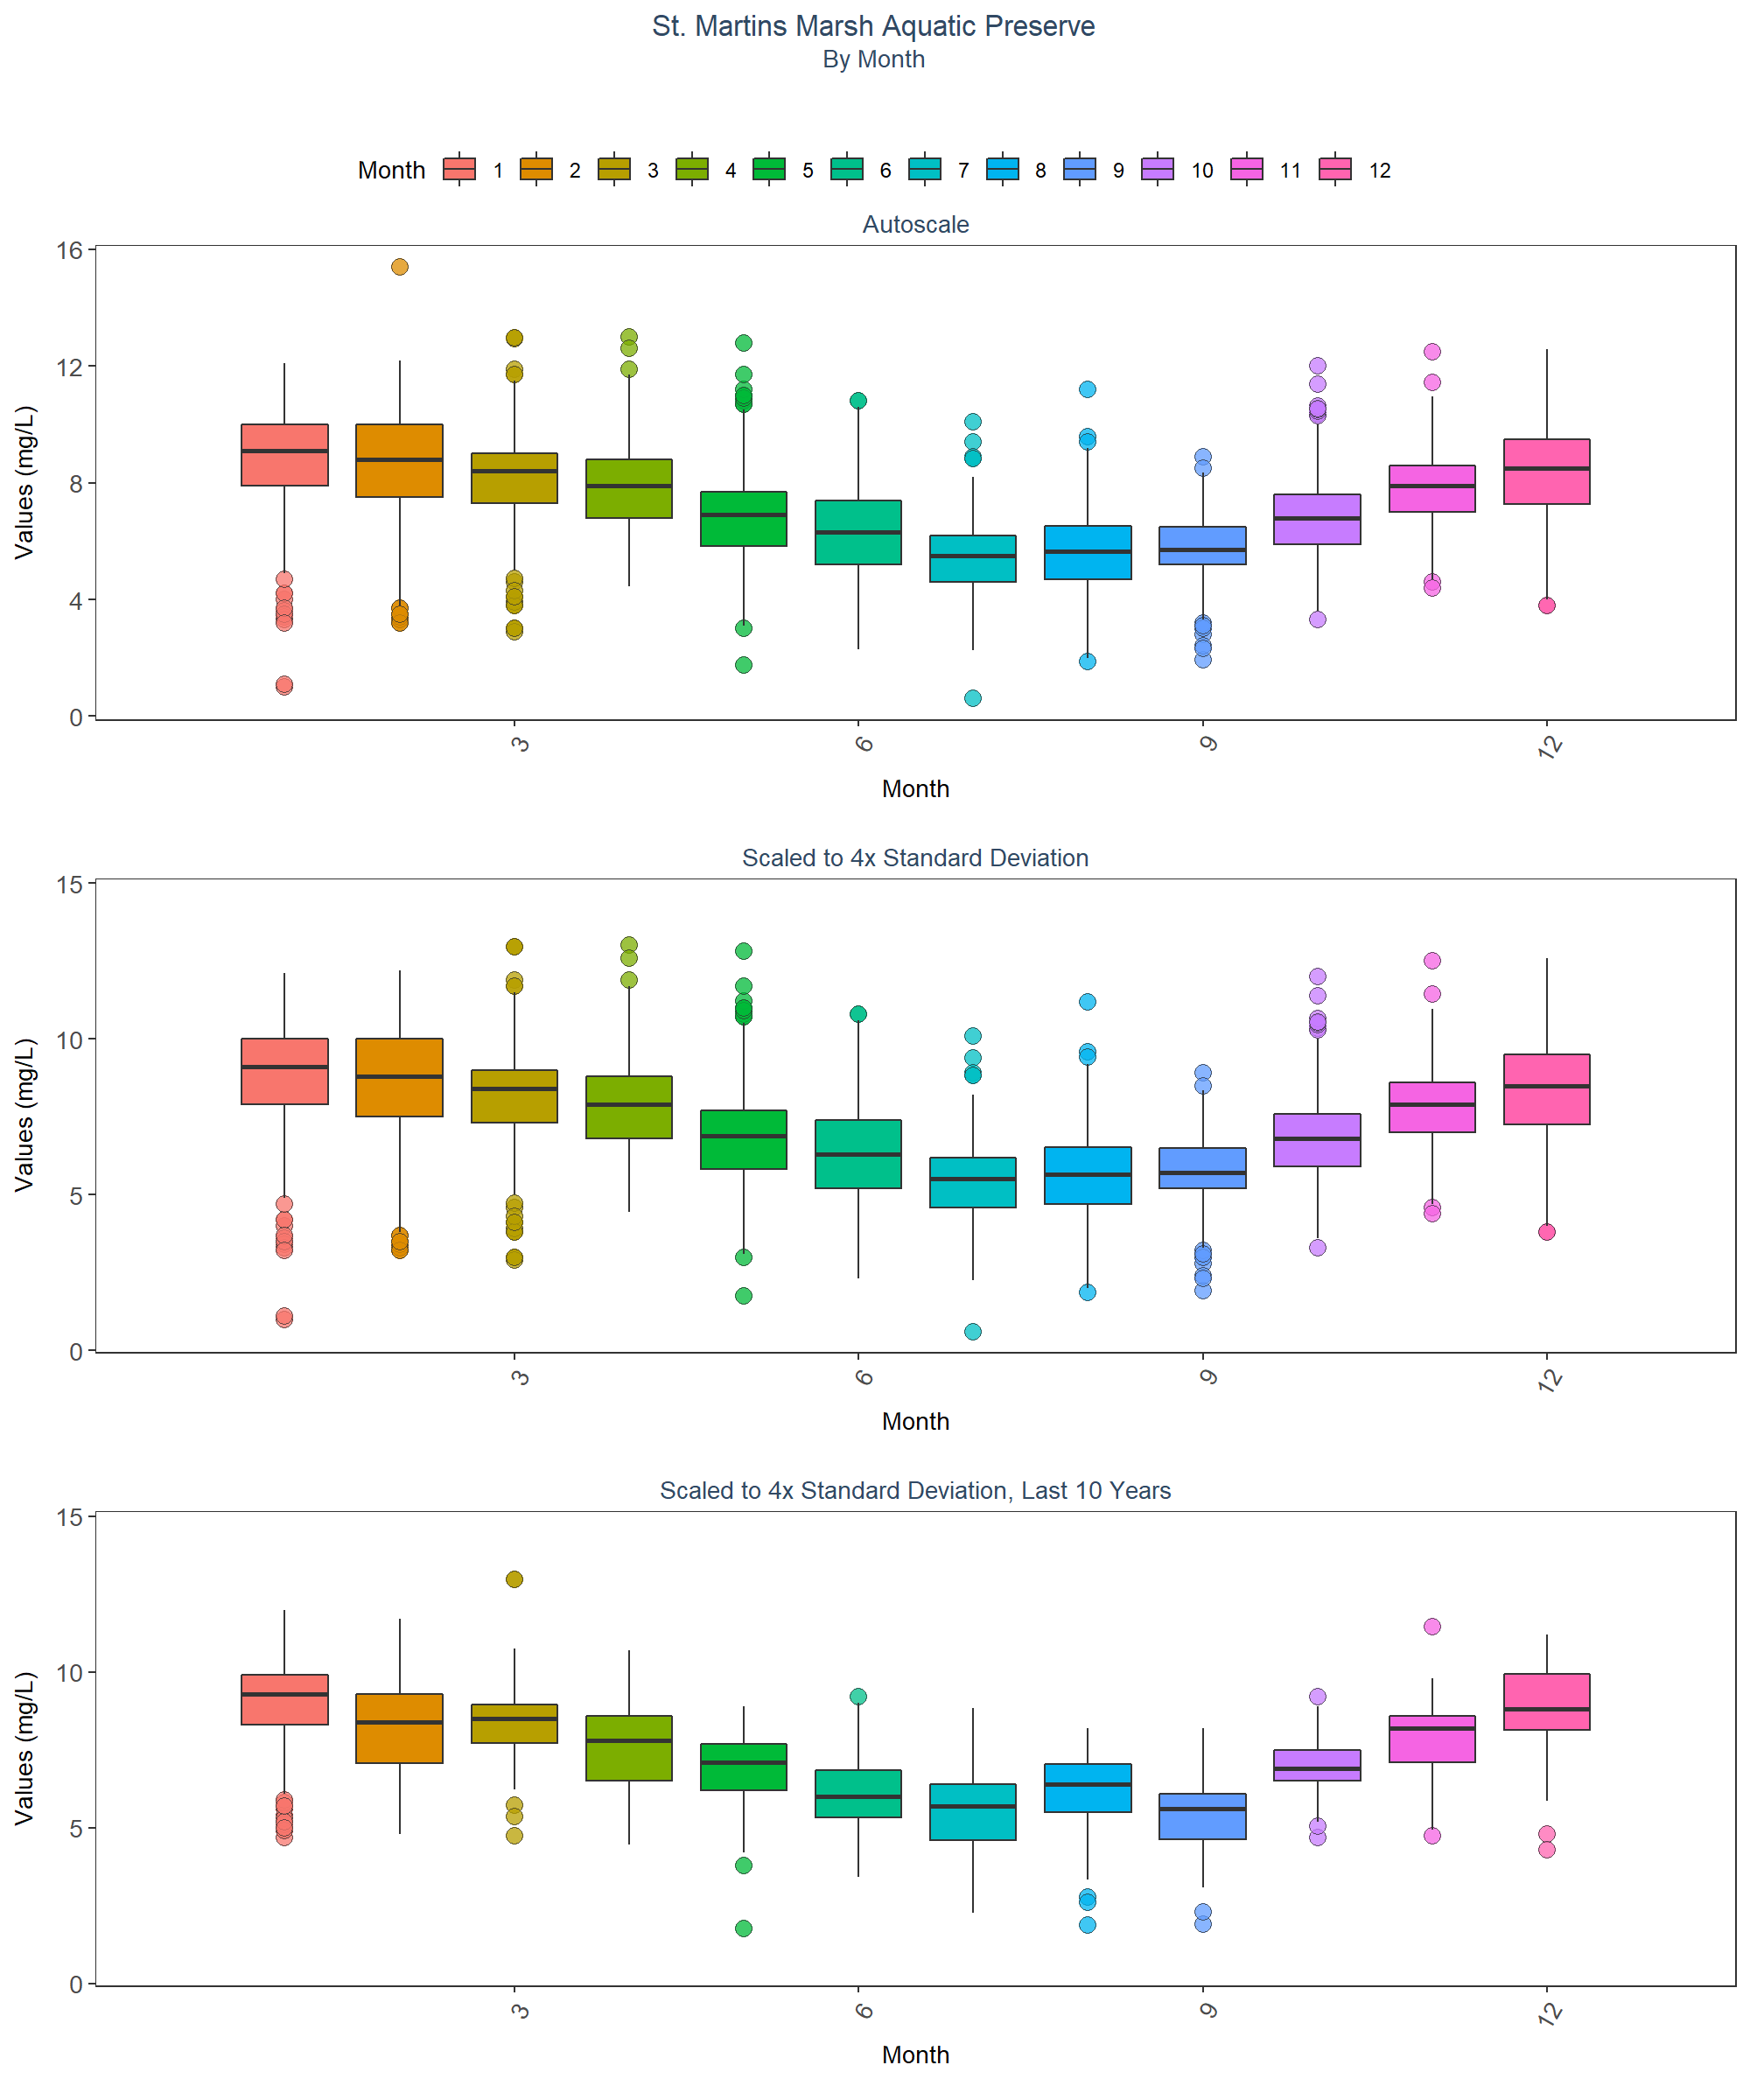 St. Martins Marsh Aquatic Preserve
By Month
Month 1 2 3 4 5 6 7 8 9 10 11 12
Autoscale
16
12
8
4
0
Values (mg/L)
3 6 9 12
Month
Scaled to 4x Standard Deviation
15
10
5
0
Values (mg/L)
3 6 9 12
Month
Scaled to 4x Standard Deviation, Last 10 Years
15
10
5
0
Values (mg/L)
3 6 9 12
Month